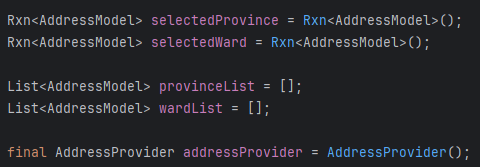 Rxn<AddressModel> selectedProvince = Rxn<AddressModel>();
Rxn<AddressModel> selectedWard = Rxn<AddressModel>();
List<AddressModel> provinceList = [];
List<AddressModel> wardList = [];
final AddressProvider addressProvider = AddressProvider();